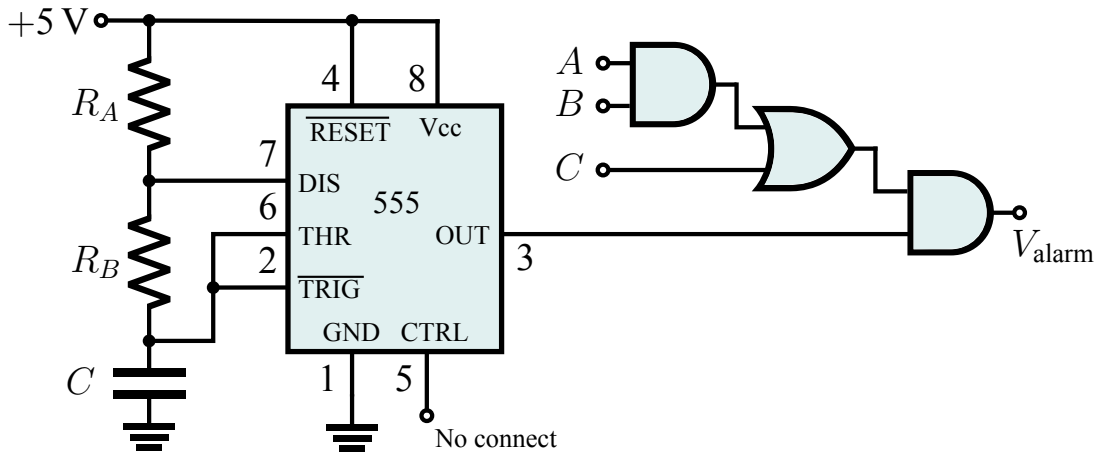 +5 V
R_A
R_B
C
4
8
RESET
Vcc
7
DIS
6
555
THR
OUT
3
2
TRIG
GND
CTRL
1
5
No connect
A
B
C
V_alarm